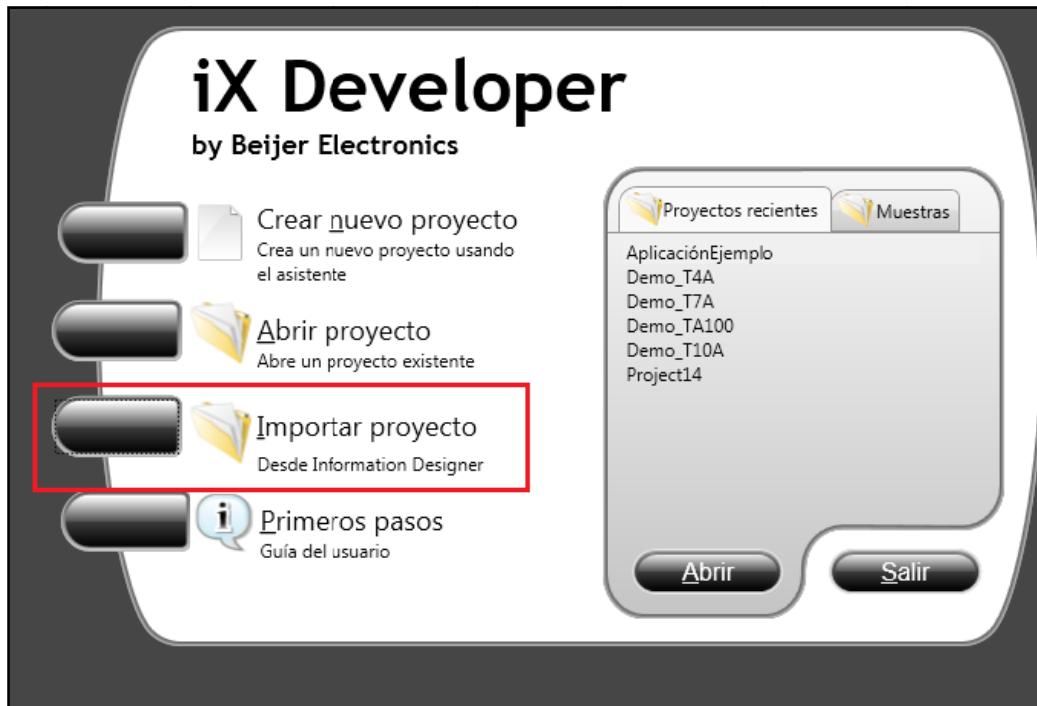 iX Developer
by Beijer Electronics
Crear nuevo proyecto
Crea un nuevo proyecto usando
el asistente
Abrir proyecto
Abre un proyecto existente
Importar proyecto
Desde Information Designer
Primeros pasos
Guía del usuario
Proyectos recientes
Muestras
AplicaciónEjemplo
Demo_T4A
Demo_T7A
Demo_TA100
Demo_T10A
Project14
Abrir
Salir